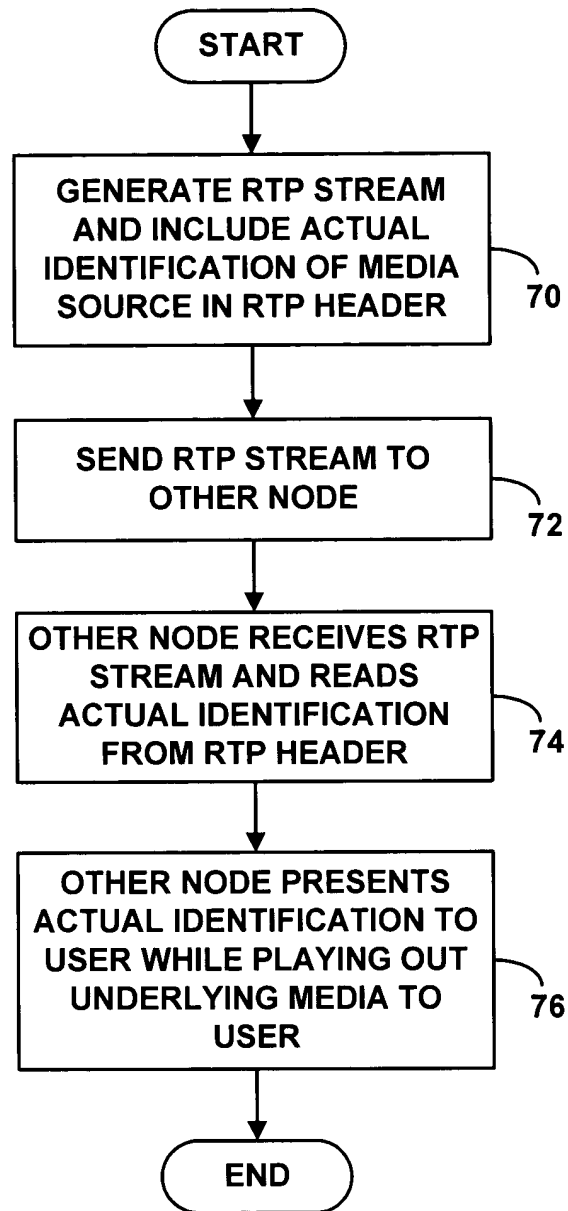 START
GENERATE RTP STREAM
AND INCLUDE ACTUAL
IDENTIFICATION OF MEDIA
SOURCE IN RTP HEADER
70
SEND RTP STREAM TO
OTHER NODE
72
OTHER NODE RECEIVES RTP
STREAM AND READS
ACTUAL IDENTIFICATION
FROM RTP HEADER
74
OTHER NODE PRESENTS
ACTUAL IDENTIFICATION TO
USER WHILE PLAYING OUT
UNDERLYING MEDIA TO
USER
76
END